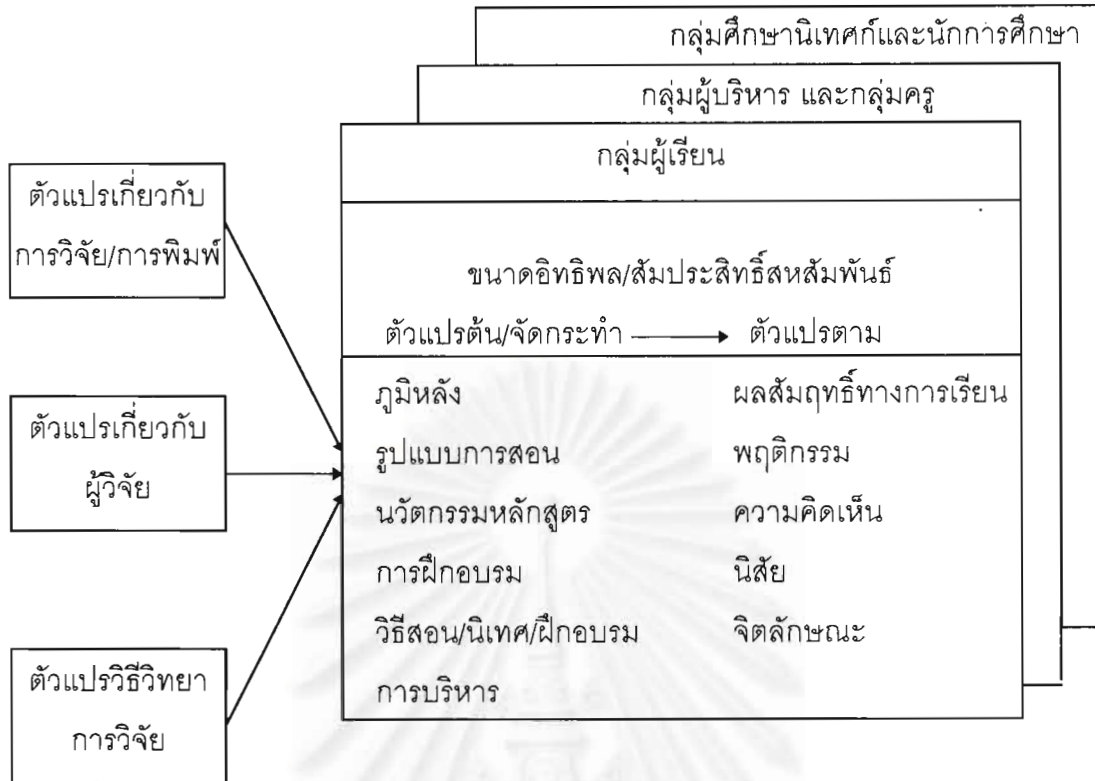 กลุ่มศึกษานิเทศก์และนักการศึกษา
กลุ่มผู้บริหาร และกลุ่มครู
กลุ่มผู้เรียน
ตัวแปรเกี่ยวกับ
การวิจัย/การพิมพ์
ขนาดอิทธิพล/สัมประสิทธิ์สหสัมพันธ์
ตัวแปรต้น/จัดกระทำ ตัวแปรตาม
ภูมิหลัง ผลสัมฤทธิ์ทางการเรียน
ตัวแปรเกี่ยวกับ
ผู้วิจัย
รูปแบบการสอน พฤติกรรม
นวัตกรรมหลักสูตร ความคิดเห็น
การฝึกอบรม นิสัย
วิธีสอน/นิเทศ/ฝึกอบรม จิตลักษณะ
การบริหาร
ตัวแปรวิธีวิทยา
การวิจัย